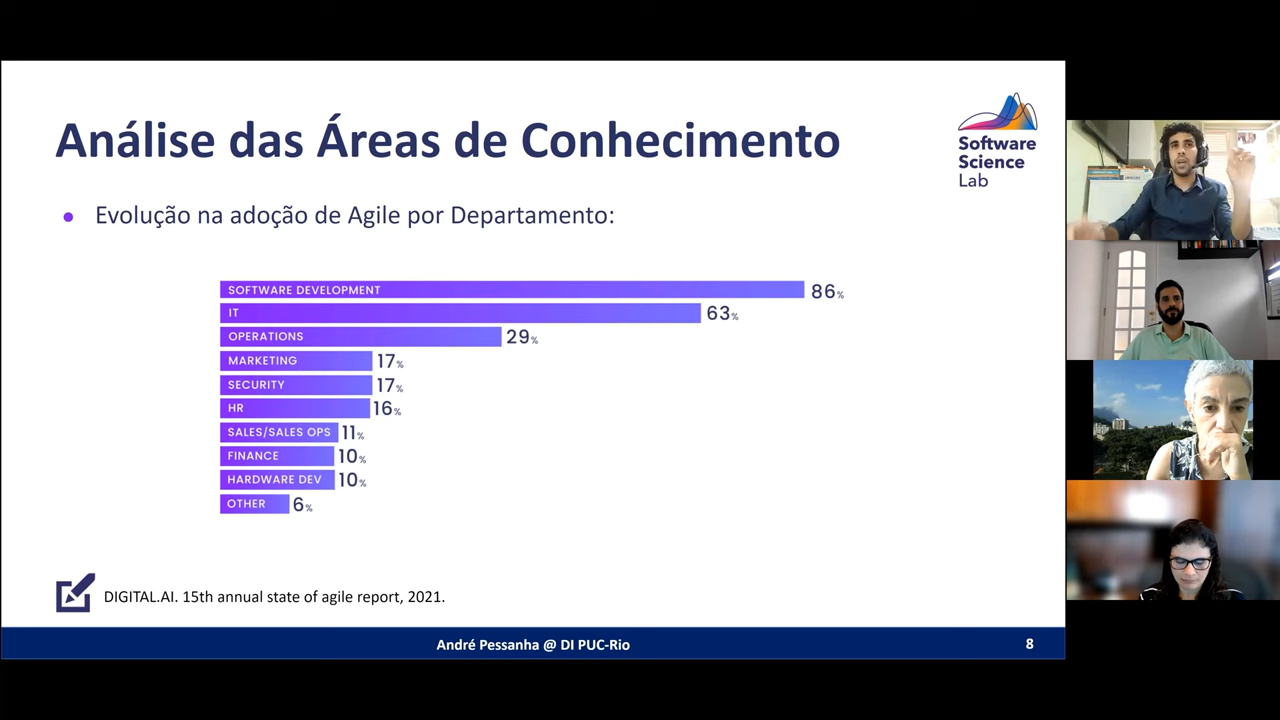 Análise das Áreas de Conhecimento
Software
Science
Lab
● Evolução na adoção de Agile por Departamento:
SOFTWARE DEVELOPMENT 86%
IT 63%
OPERATIONS 29%
MARKETING 17%
SECURITY 17%
HR 16%
SALES/SALES OPS 11%
FINANCE 10%
HARDWARE DEV 10%
OTHER 6%
DIGITAL.AI. 15th annual state of agile report, 2021.
André Pessanha @ DI PUC-Rio 8